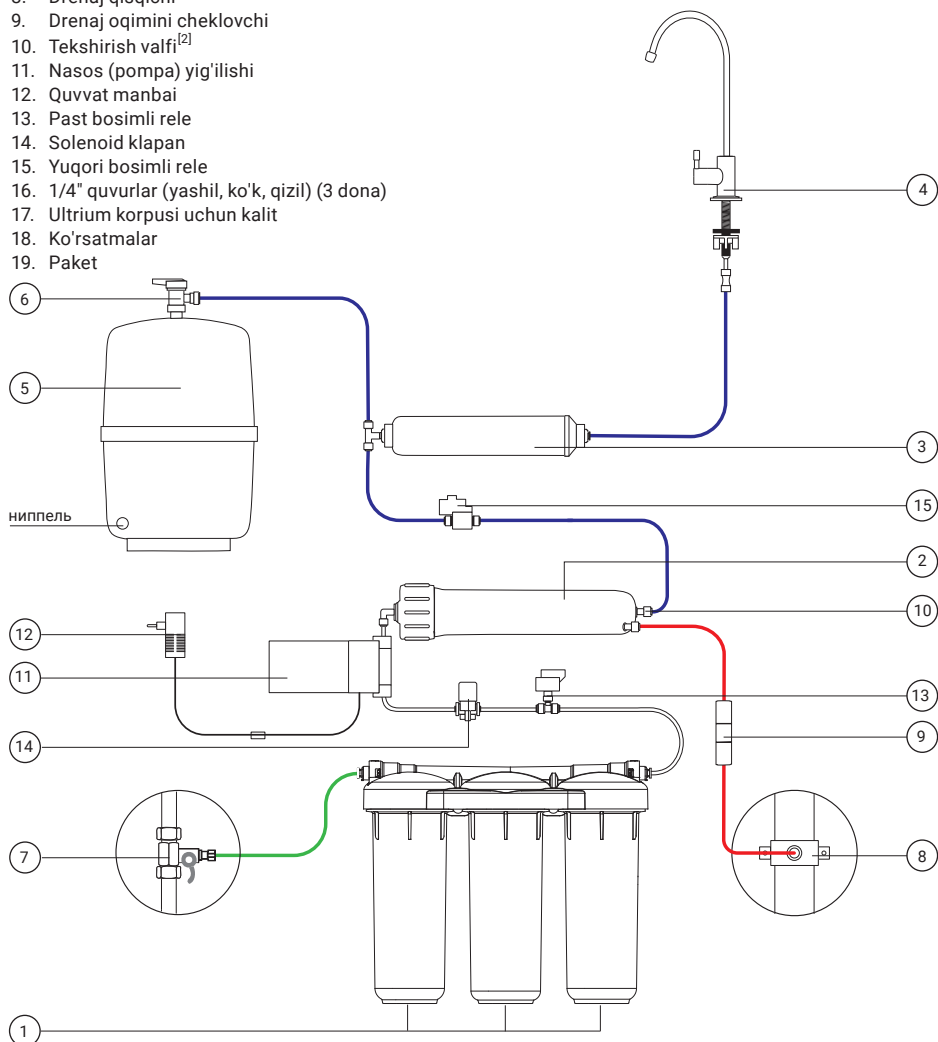 8. Drenaj qisqichi
9. Drenaj oqimini cheklovchi
10. Tekshirish valfi[2]
11. Nasos (pompa) yig'ilishi
12. Quvvat manbai
13. Past bosimli rele
14. Solenoid klapan
15. Yuqori bosimli rele
16. 1/4" quvurlar (yashil, ko'k, qizil) (3 dona)
17. Ultrium korpusi uchun kalit
18. Ko'rsatmalar
19. Paket
4
6
5
3
15
ниппель
2
10
12
11
13
9
14
7
8
1